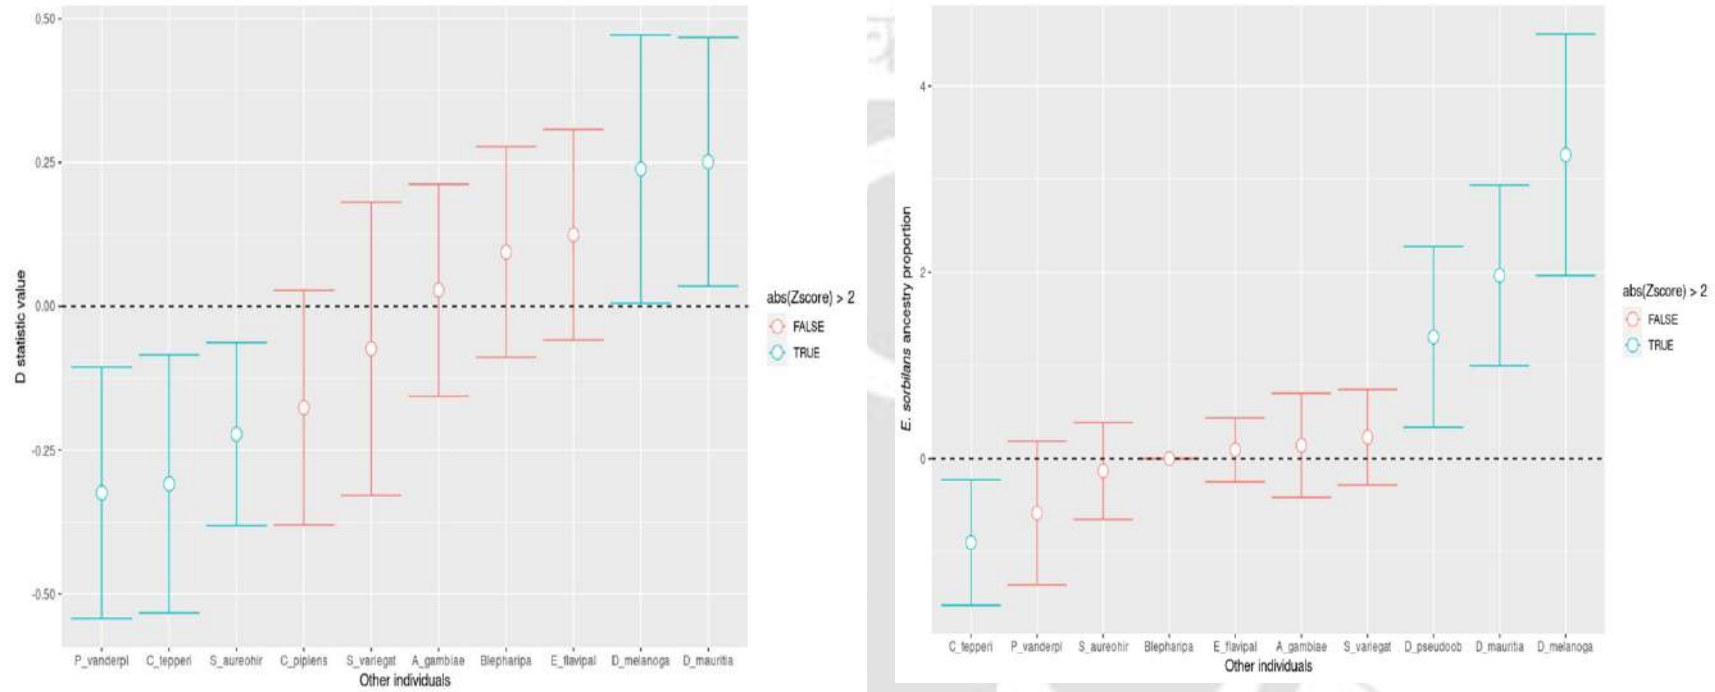 0.50
0.25
0.00
-0.25
-0.50
D statistic value
P_vanderpl C_tepperi S_aureohir C_pipiens S_variegat A_gambiae Blepharipa E_flavipal D_melanoga D_mauritia
Other individuals
abs(Zscore) > 2
FALSE
TRUE
4
2
0
E. sorbilans ancestry proportion
C_tepperi P_vanderpl S_aureohir Blepharipa E_flavipal A_gambiae S_variegat D_pseudoob D_mauritia D_melanoga
Other individuals
abs(Zscore) > 2
FALSE
TRUE